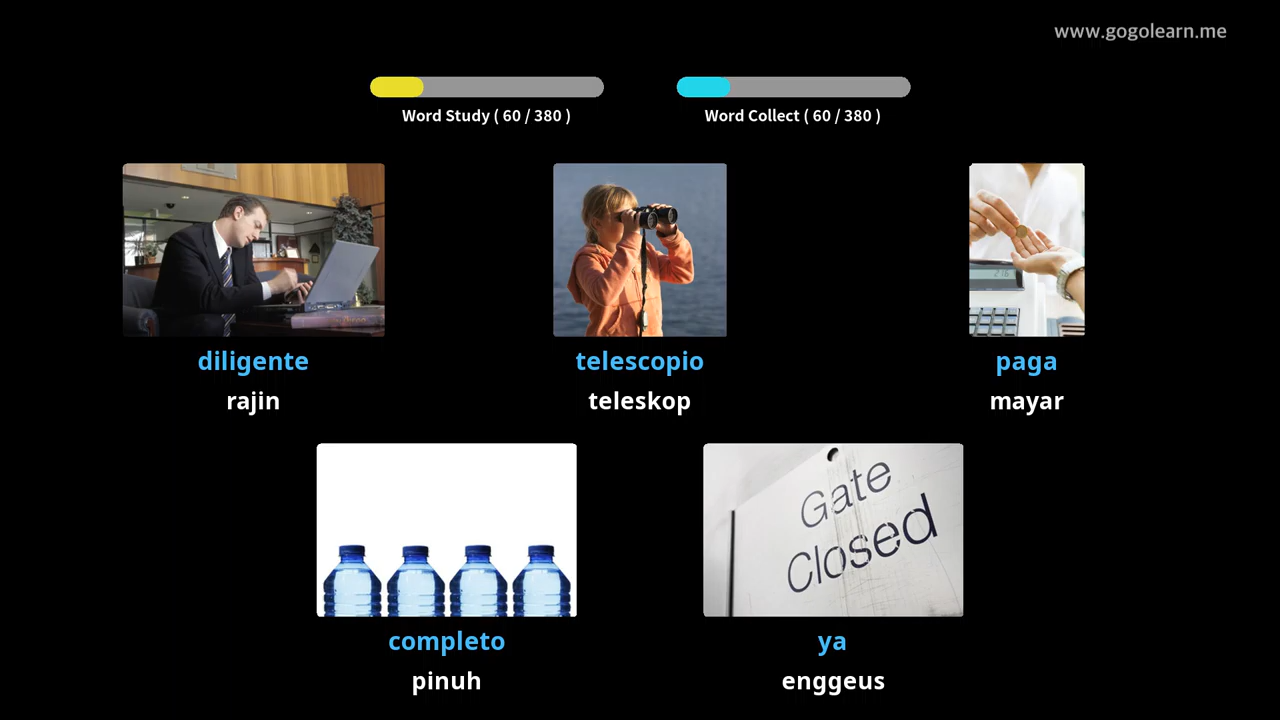 www.gogolearn.me
Word Study ( 60 / 380 )
Word Collect ( 60 / 380 )
diligente
rajin
telescopio
teleskop
paga
mayar
Gate
Closed
completo
pinuh
ya
enggeus